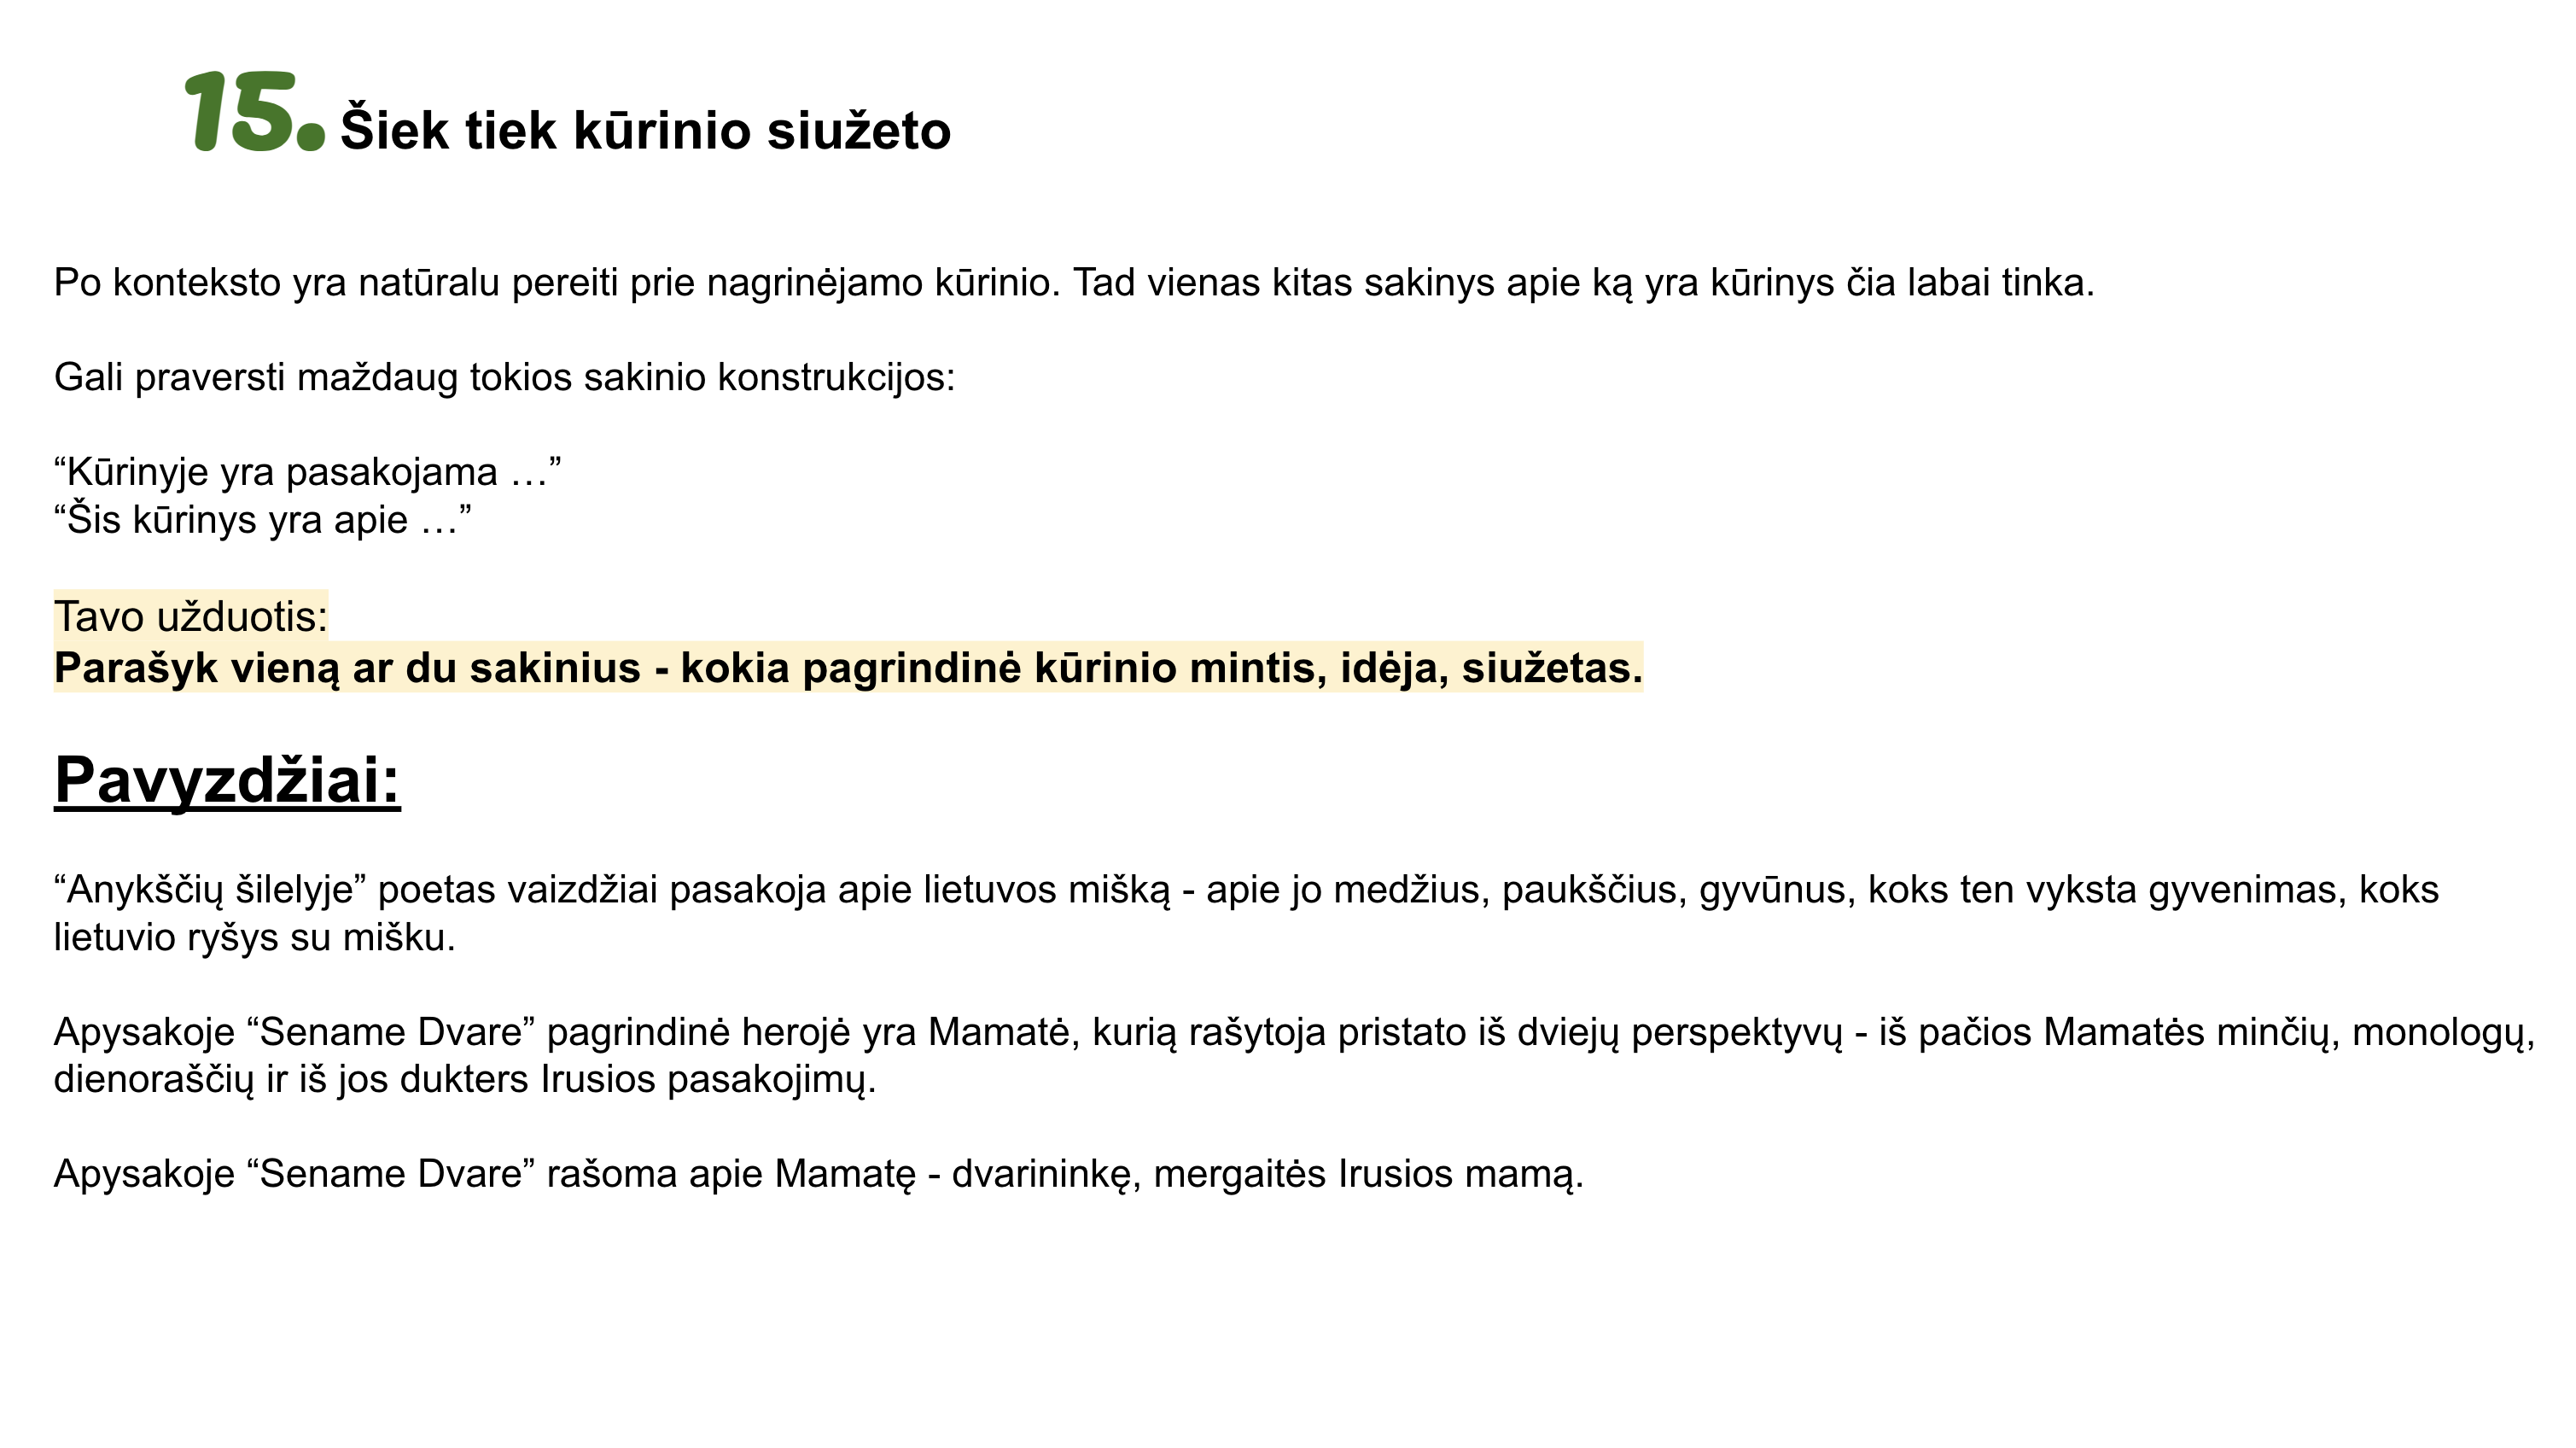 15. Šiek tiek kūrinio siužeto
Po konteksto yra natūralu pereiti prie nagrinėjamo kūrinio. Tad vienas kitas sakinys apie ką yra kūrinys čia labai tinka.
Gali praversti maždaug tokios sakinio konstrukcijos:
“Kūrinyje yra pasakojama …”
“Šis kūrinys yra apie …”
Tavo užduotis:
Parašyk vieną ar du sakinius - kokia pagrindinė kūrinio mintis, idėja, siužetas.
Pavyzdžiai:
“Anykščių šilelyje” poetas vaizdžiai pasakoja apie lietuvos mišką - apie jo medžius, paukščius, gyvūnus, koks ten vyksta gyvenimas, koks
lietuvio ryšys su mišku.
Apysakoje “Sename Dvare” pagrindinė herojė yra Mamatė, kurią rašytoja pristato iš dviejų perspektyvų - iš pačios Mamatės minčių, monologų,
dienoraščių ir iš jos dukters Irusios pasakojimų.
Apysakoje “Sename Dvare” rašoma apie Mamatę - dvarininkę, mergaitės Irusios mamą.